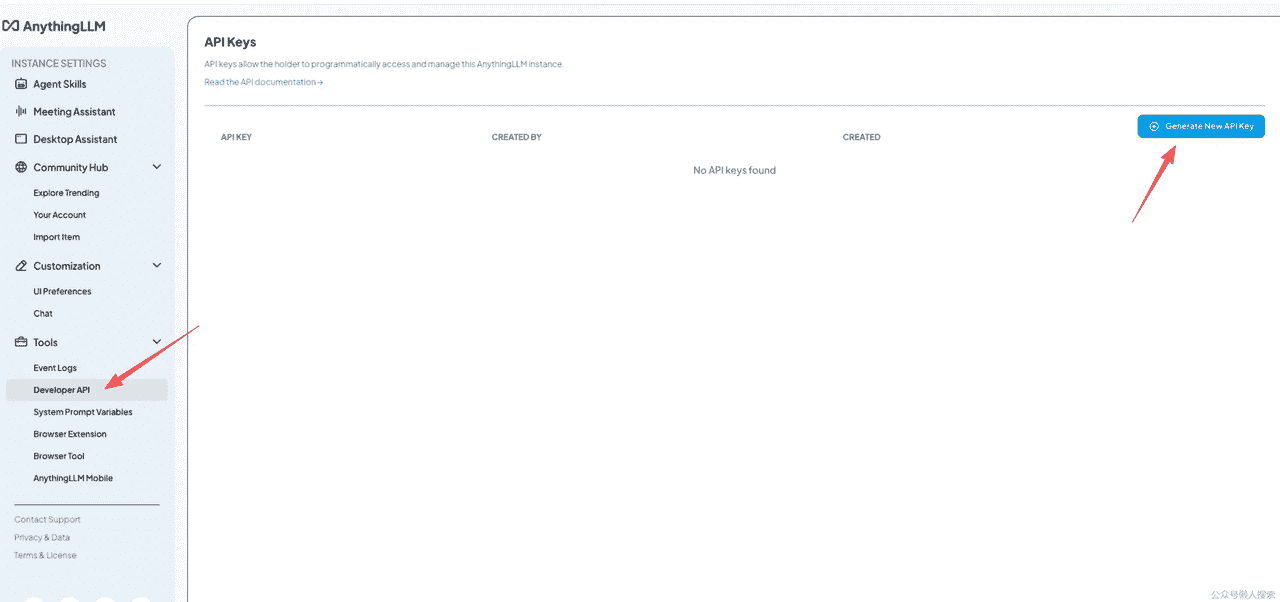 AnythingLLM
INSTANCE SETTINGS
Agent Skills
Meeting Assistant
Desktop Assistant
Community Hub
Explore Trending
Your Account
Import Item
Customization
UI Preferences
Chat
Tools
Event Logs
Developer API
System Prompt Variables
Browser Extension
Browser Tool
AnythingLLM Mobile
Contact Support
Privacy & Data
Terms & License
API Keys
API keys allow the holder to programmatically access and manage this AnythingLLM instance.
Read the API documentation →
Generate New API Key
API KEY CREATED BY CREATED
No API keys found
公众号懒人搜索